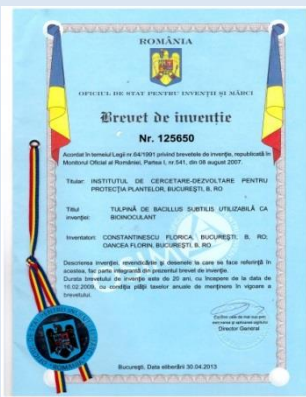 ROMÂNIA
OFICIUL DE STAT PENTRU INVENȚII ȘI MĂRCI
Brevet de invenție
Nr. 125650
Acordat în temeiul Legii nr.64/1991 privind brevetele de invenție, republicată în
Monitorul Oficial al României, Partea I, nr.541, din 08 august 2007.
Titular: INSTITUTUL DE CERCETARE-DEZVOLTARE PENTRU
PROTECȚIA PLANTELOR, BUCUREȘTI, B, RO
Titlul invenției: TULPINĂ DE BACILLUS SUBTILIS UTILIZABILĂ CA
BIOINOCULANT
Inventatori: CONSTANTINESCU FLORICA, BUCUREȘTI, B, RO;
OANCEA FLORIN, BUCUREȘTI, B, RO
Descrierea invenției, revendicările și desenele la care se face referință în
acestea, fac parte integrantă din prezentul brevet de invenție.
Durata brevetului de invenție este de 20 ani, cu începere de la data de
16.02.2009, cu condiția plății taxelor anuale de menținere în vigoare a
brevetului.
Director General
București, Data eliberării 30.04.2013